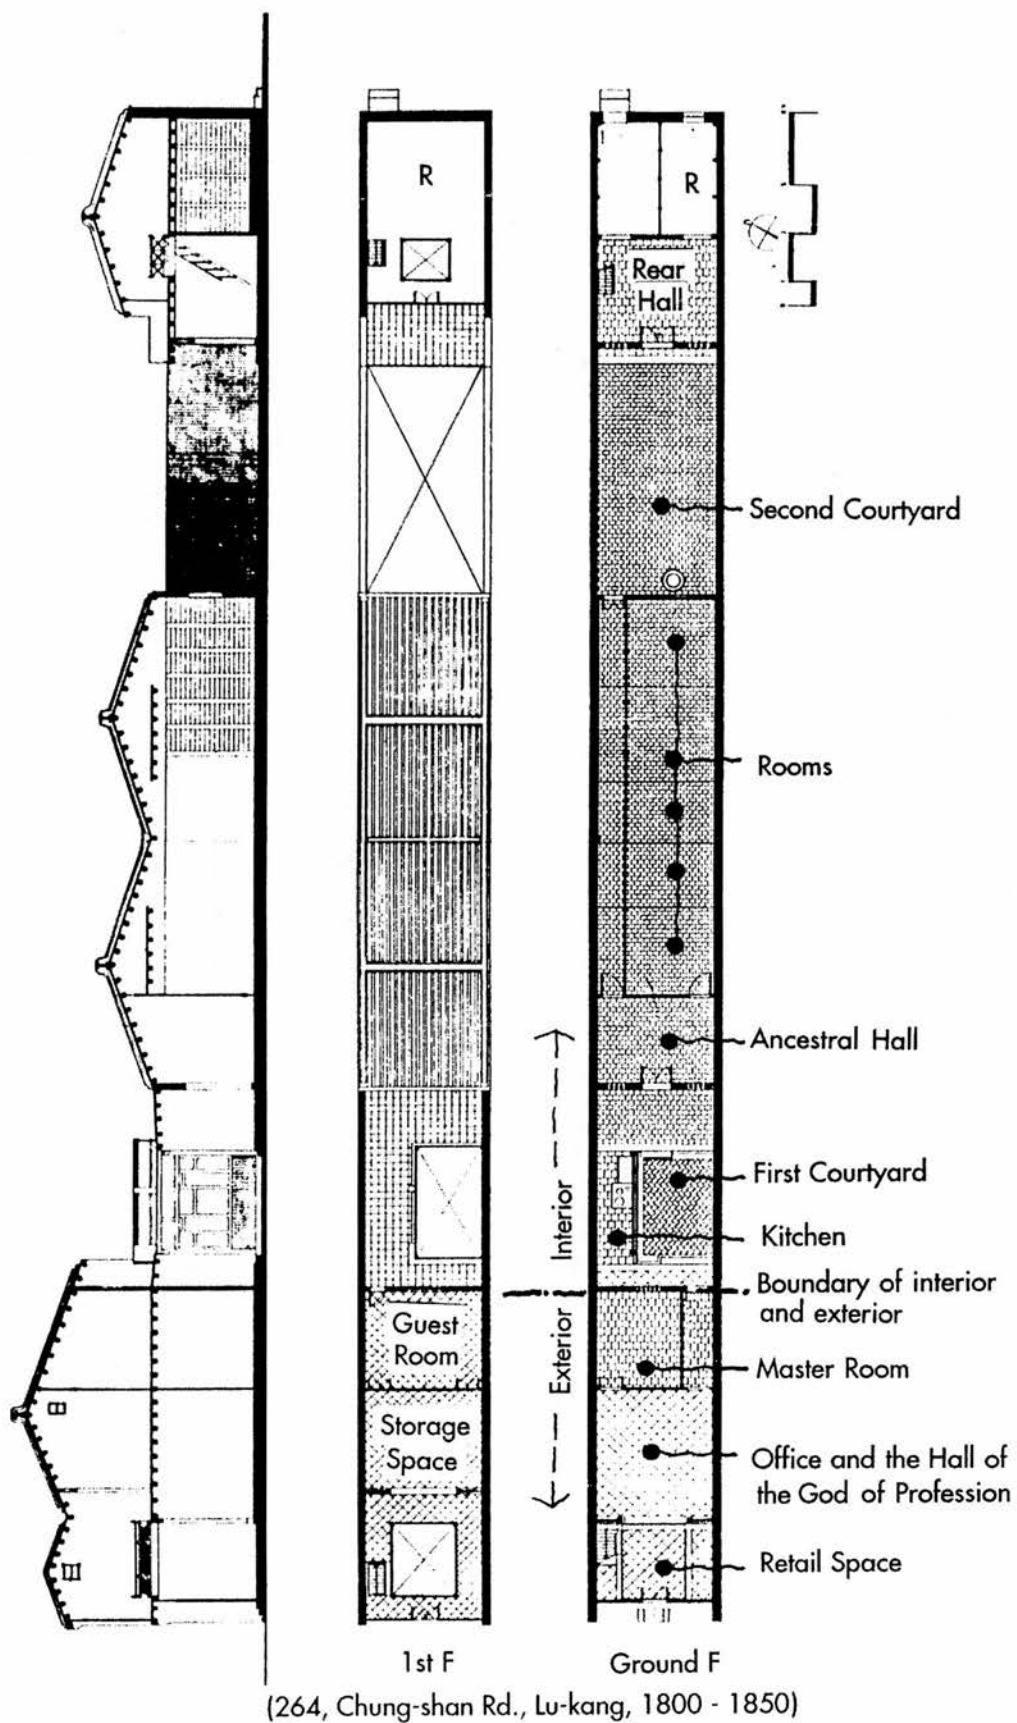 R
R
Rear
Hall
Second Courtyard
Rooms
Ancestral Hall
First Courtyard
Interior
Kitchen
Boundary of interior
and exterior
Guest
Room
Exterior
Master Room
Storage
Space
Office and the Hall of
the God of Profession
Retail Space
1st F
Ground F
(264, Chung-shan Rd., Lu-kang, 1800 - 1850)